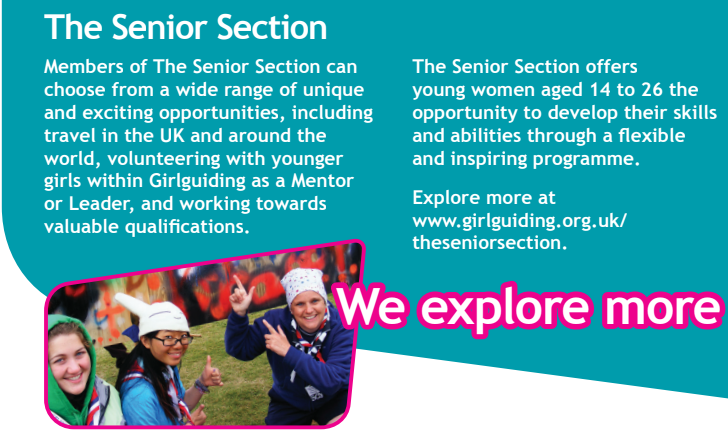 The Senior Section
Members of The Senior Section can
choose from a wide range of unique
and exciting opportunities, including
travel in the UK and around the
world, volunteering with younger
girls within Girlguiding as a Mentor
or Leader, and working towards
valuable qualifications.
The Senior Section offers
young women aged 14 to 26 the
opportunity to develop their skills
and abilities through a flexible
and inspiring programme.
Explore more at
www.girlguiding.org.uk/
theseniorsection.
We explore more